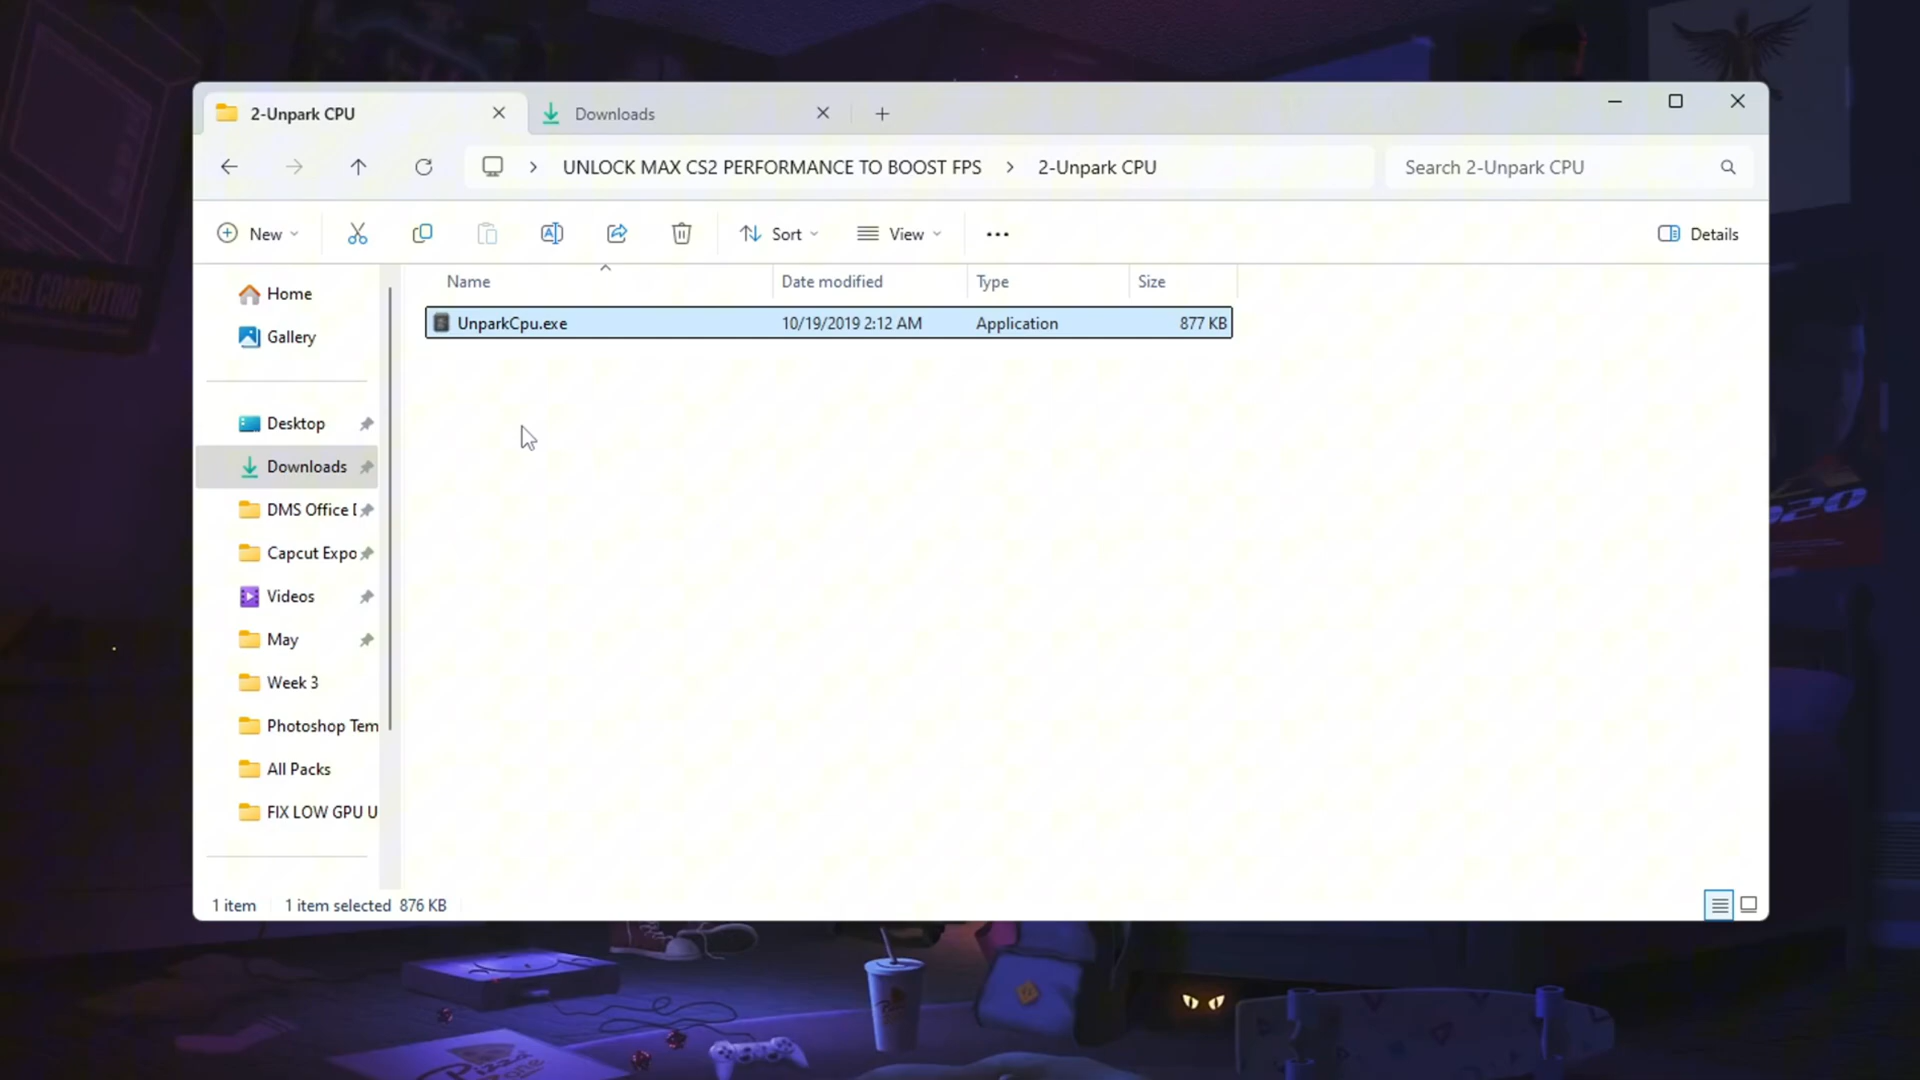 2-Unpark CPU
Downloads
UNLOCK MAX CS2 PERFORMANCE TO BOOST FPS
2-Unpark CPU
Search 2-Unpark CPU
New
Sort
View
Details
Name
Date modified
Type
Size
UnparkCpu.exe
10/19/2019 2:12 AM
Application
877 KB
Home
Gallery
Desktop
Downloads
DMS Office [
Capcut Expo
Videos
May
Week 3
Photoshop Tem
All Packs
FIX LOW GPU U
1 item
1 item selected 876 KB